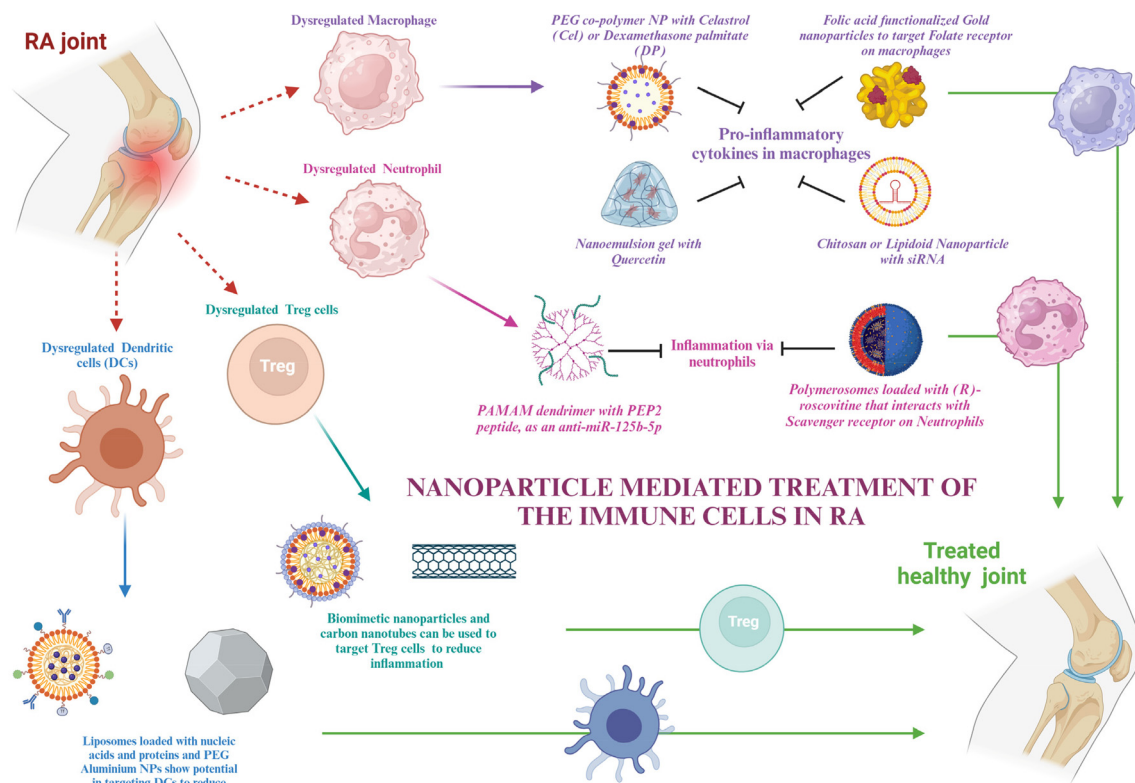 RA joint
Dysregulated Macrophage
PEG co-polymer NP with Celastrol
(Cel) or Dexamethasone palmitate
(DP)
Folic acid functionalized Gold
nanoparticles to target Folate receptor
on macrophages
Pro-inflammatory
cytokines in macrophages
Dysregulated Neutrophil
Nanoemulsion gel with
Quercetin
Chitosan or Lipidoid Nanoparticle
with siRNA
Dysregulated Treg cells
Treg
Dysregulated Dendritic
cells (DCs)
Inflammation via
neutrophils
PAMAM dendrimer with PEP2
peptide, as an anti-miR-125b-5p
Polymerosomes loaded with (R)-
roscovitine that interacts with
Scavenger receptor on Neutrophils
NANOPARTICLE MEDIATED TREATMENT OF
THE IMMUNE CELLS IN RA
Treated
healthy joint
Biomimetic nanoparticles and
carbon nanotubes can be used to
target Treg cells to reduce
inflammation
Treg
Liposomes loaded with nucleic
acids and proteins and PEG
Aluminium NPs show potential
in targeting DCs to reduce